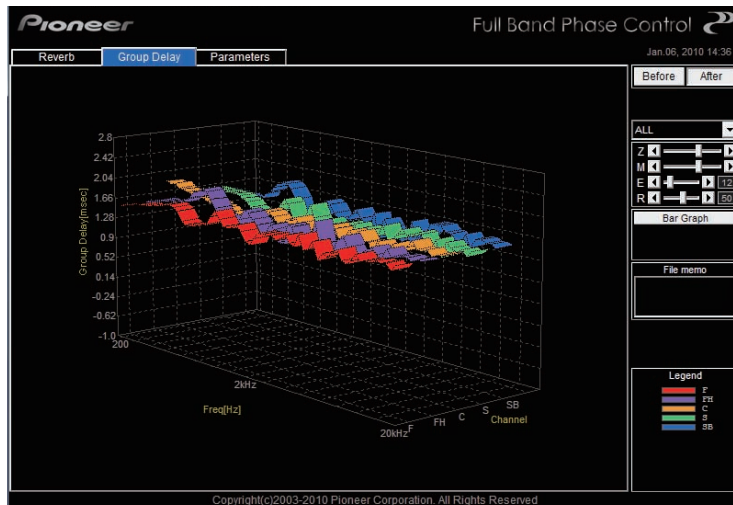 Pioneer
Full Band Phase Control
Jan.06, 2010 14:36
Reverb Group Delay Parameters
Before After
ALL
Z
M
E 12
R 50
Bar Graph
File memo
Legend
F
FH
C
S
SB
2.8
2.42
2.04
1.66
1.28
0.9
0.52
0.14
-0.24
-0.62
-1.0
Group Delay[msec]
200
2kHz
20kHz
Freq[Hz]
F
FH
C
S
SB
Channel
Copyright(c)2003-2010 Pioneer Corporation. All Rights Reserved